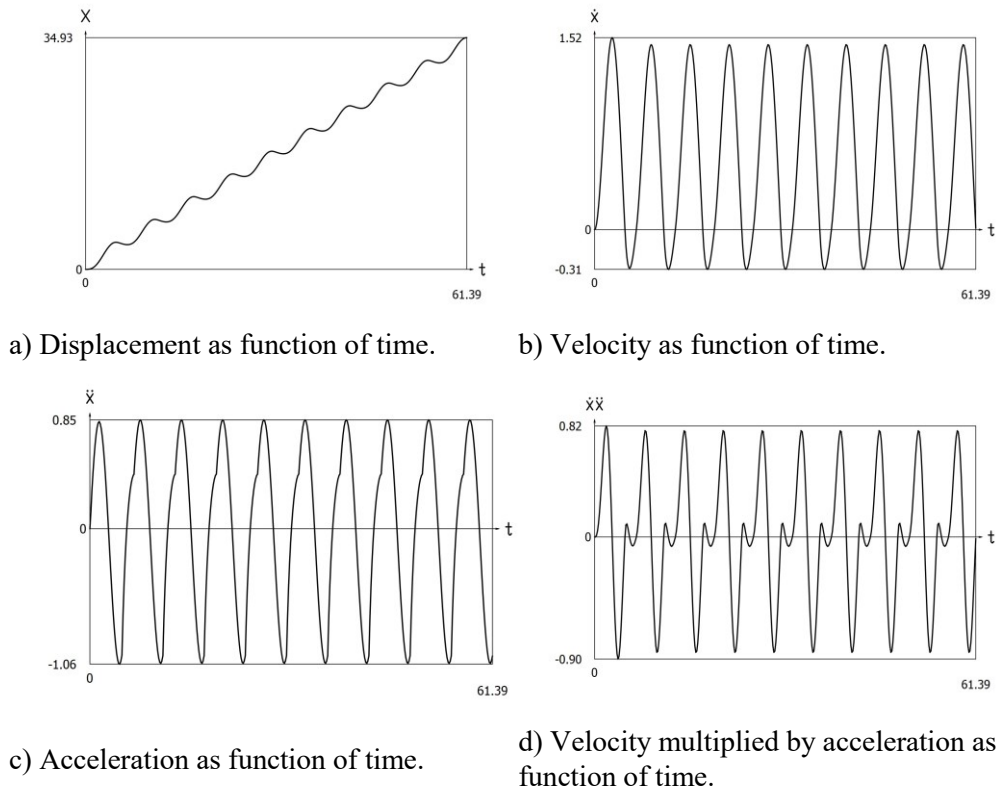 X
34.93
0
t
0
61.39
ẋ
1.52
0
t
-0.31
0
61.39
a) Displacement as function of time.
b) Velocity as function of time.
ẍ
0.85
0
t
-1.06
0
61.39
ẋẍ
0.82
0
t
-0.90
0
61.39
c) Acceleration as function of time.
d) Velocity multiplied by acceleration as
function of time.